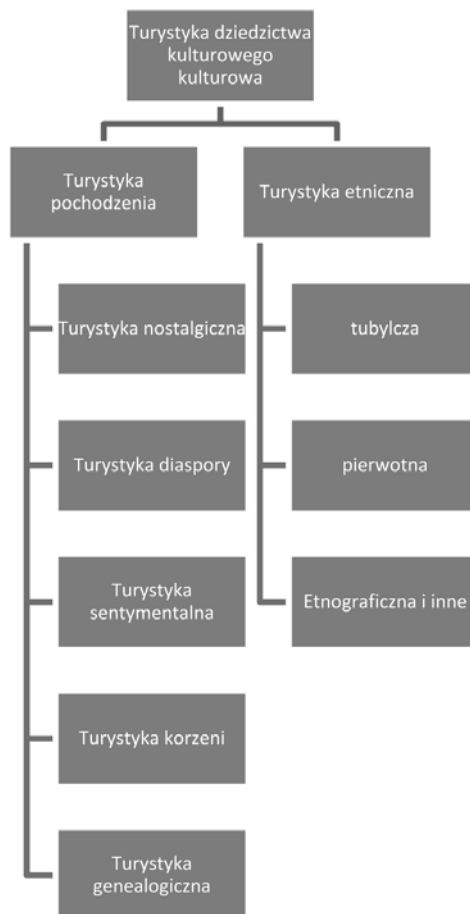 Turystyka dziedzictwa
kulturowego
kulturowa
Turystyka
pochodzenia
Turystyka etniczna
Turystyka nostalgiczna
tubylcza
Turystyka diaspory
pierwotna
Turystyka
sentymentalna
Etnograficzna i inne
Turystyka korzeni
Turystyka
genealogiczna